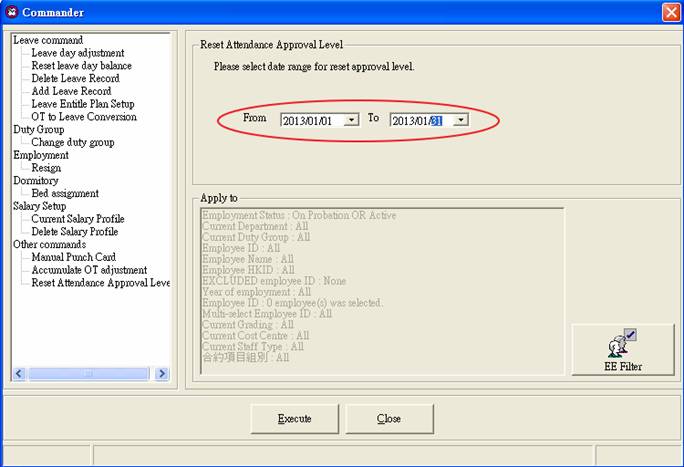 Commander
Leave command
Leave day adjustment
Reset leave day balance
Delete Leave Record
Add Leave Record
Leave Entitle Plan Setup
OT to Leave Conversion
Duty Group
Change duty group
Employment
Resign
Dormitory
Bed assignment
Salary Setup
Current Salary Profile
Delete Salary Profile
Other commands
Manual Punch Card
Accumulate OT adjustment
Reset Attendance Approval Leve
Reset Attendance Approval Level
Please select date range for reset approval level.
From 2013/01/01 To 2013/01/31
Apply to
Employment Status : On Probation OR Active
Current Department : All
Current Duty Group : All
Employee ID : All
Employee Name : All
Employee HKID : All
EXCLUDED employee ID : None
Year of employment : All
Employee ID : 0 employee(s) was selected.
Multi-select Employee ID : All
Current Grading : All
Current Cost Centre : All
Current Staff Type : All
合約項目組別 : All
EE Filter
Execute
Close